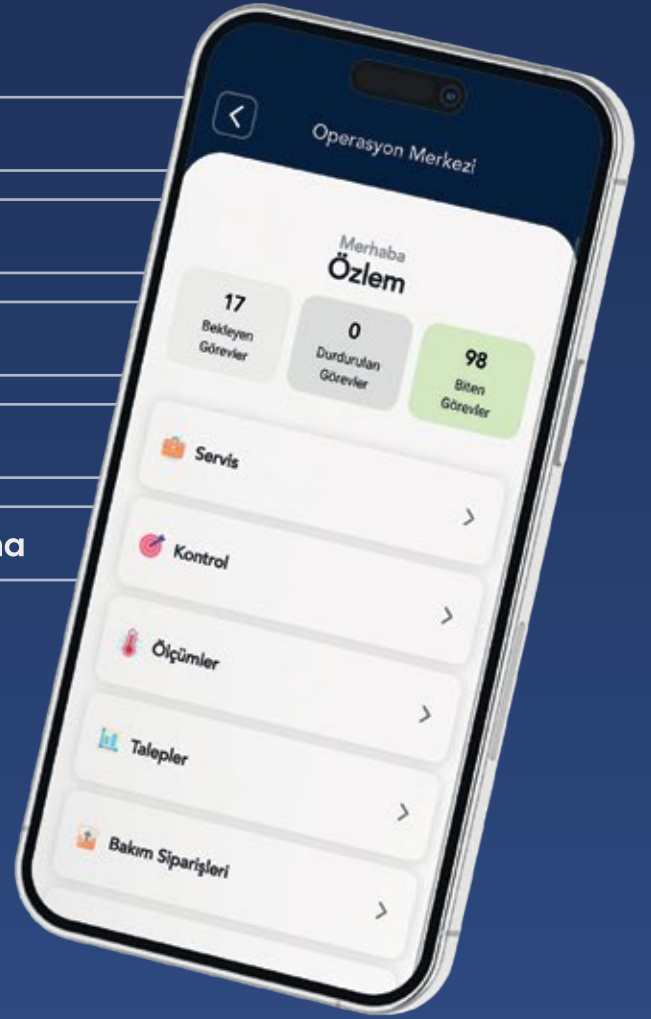 Operasyon Merkezi
Merhaba
Özlem
17
Bekleyen
Görevler
0
Durdurulan
Görevler
98
Biten
Görevler
Servis
Kontrol
Ölçümler
Talepler
Bakım Siparişleri